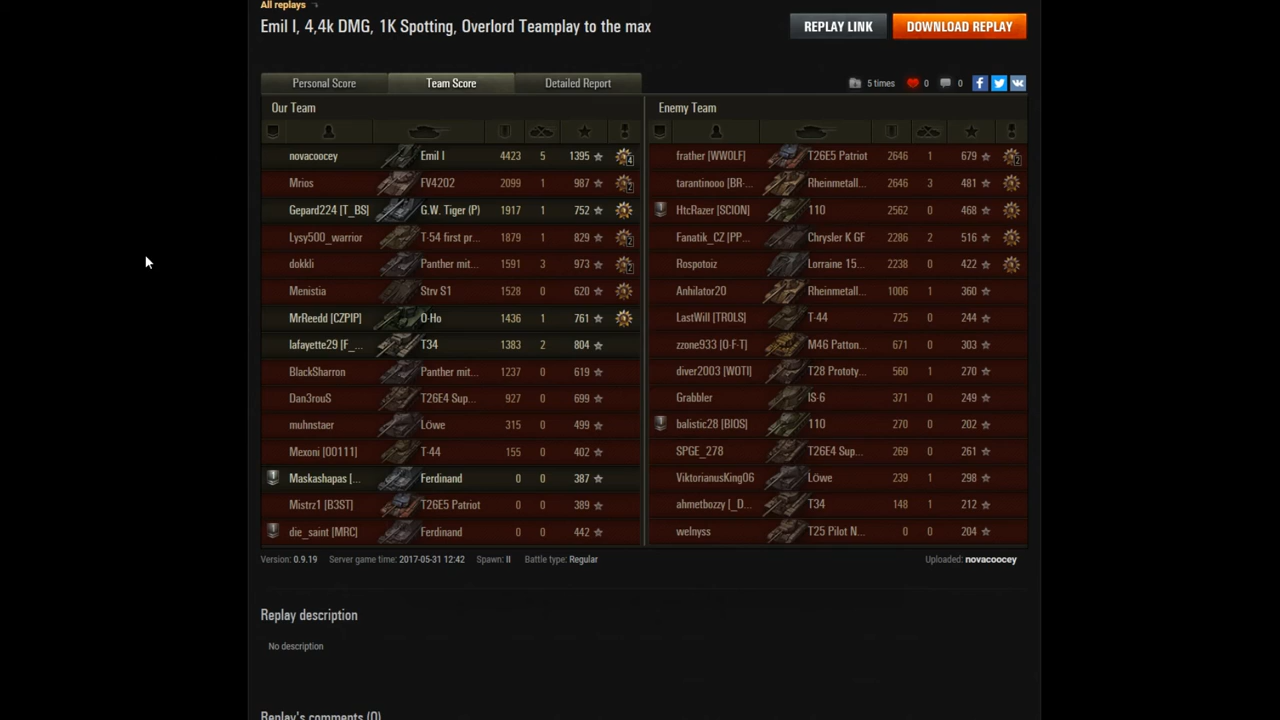 All replays
Emil I, 4,4k DMG, 1K Spotting, Overlord Teamplay to the max
REPLAY LINK
DOWNLOAD REPLAY
Personal Score Team Score Detailed Report
5 times 0 0
Our Team Enemy Team
novacoocey Emil I 4423 5 1395 4 frather [WWOLF] T26E5 Patriot 2646 1 679 2
Mrios FV4202 2099 1 987 2 tarantinooo [BR-... Rheinmetall... 2646 3 481
Gepard224 [T_BS] G.W. Tiger (P) 1917 1 752 HtcRazer [SCION] 110 2562 0 468
Lysy500_warrior T-54 first pr... 1879 1 829 2 Fanatik_CZ [PP... Chrysler K GF 2286 2 516
dokkli Panther mit... 1591 3 973 2 Rospotoiz Lorraine 15... 2238 0 422
Menistia Strv S1 1528 0 620 Anhilator20 Rheinmetall... 1006 1 360
MrReedd [CZPIP] O-Ho 1436 1 761 LastWill [TROLS] T-44 725 0 244
lafayette29 [F_... T34 1383 2 804 zzone933 [O-F-T] M46 Patton... 671 0 303
BlackSharron Panther mit... 1237 0 619 diver2003 [WOTI] T28 Prototy... 560 1 270
Dan3rouS T26E4 Sup... 927 0 699 Grabbler IS-6 371 0 249
muhnstaer Löwe 315 0 499 balistic28 [BIOS] 110 270 0 202
Mexoni [00111] T-44 155 0 402 SPGE_278 T26E4 Sup... 269 0 261
Maskashapas [... Ferdinand 0 0 387 ViktorianusKing06 Löwe 239 1 298
Mistrz1 [B3ST] T26E5 Patriot 0 0 389 ahmetbozzy [_D... T34 148 1 212
die_saint [MRC] Ferdinand 0 0 442 welnyss T25 Pilot N... 0 0 204
Version: 0.9.19 Server game time: 2017-05-31 12:42 Spawn: II Battle type: Regular Uploaded: novacoocey
Replay description
No description
Replay's comments (0)